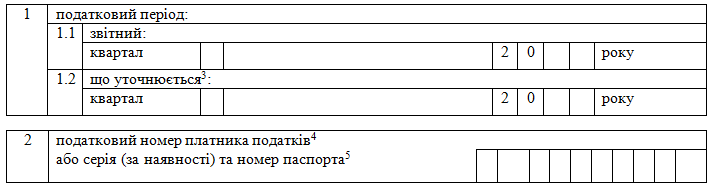 1 податковий період:
1.1 звітний:
квартал 2 0 року
1.2 що уточнюється3:
квартал 2 0 року
2 податковий номер платника податків4
або серія (за наявності) та номер паспорта5